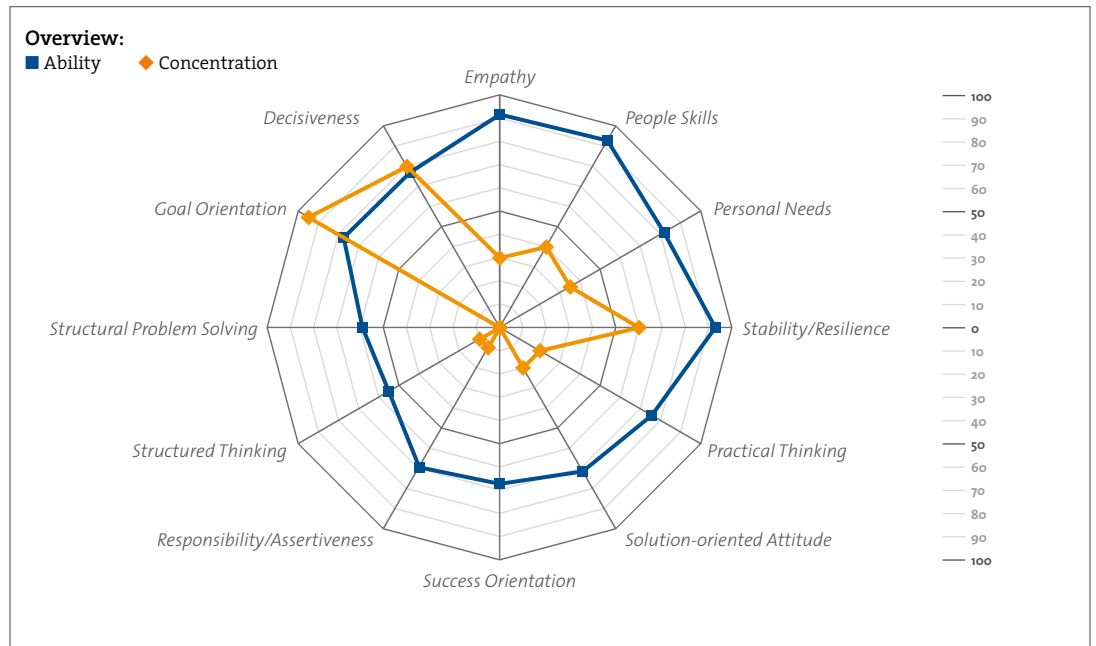 Overview:
Ability Concentration
Empathy
Decisiveness
People Skills
Goal Orientation
Personal Needs
Structural Problem Solving
Stability/Resilience
Structured Thinking
Practical Thinking
Responsibility/Assertiveness
Solution-oriented Attitude
Success Orientation
100
90
80
70
60
50
40
30
20
10
0
10
20
30
40
50
60
70
80
90
100